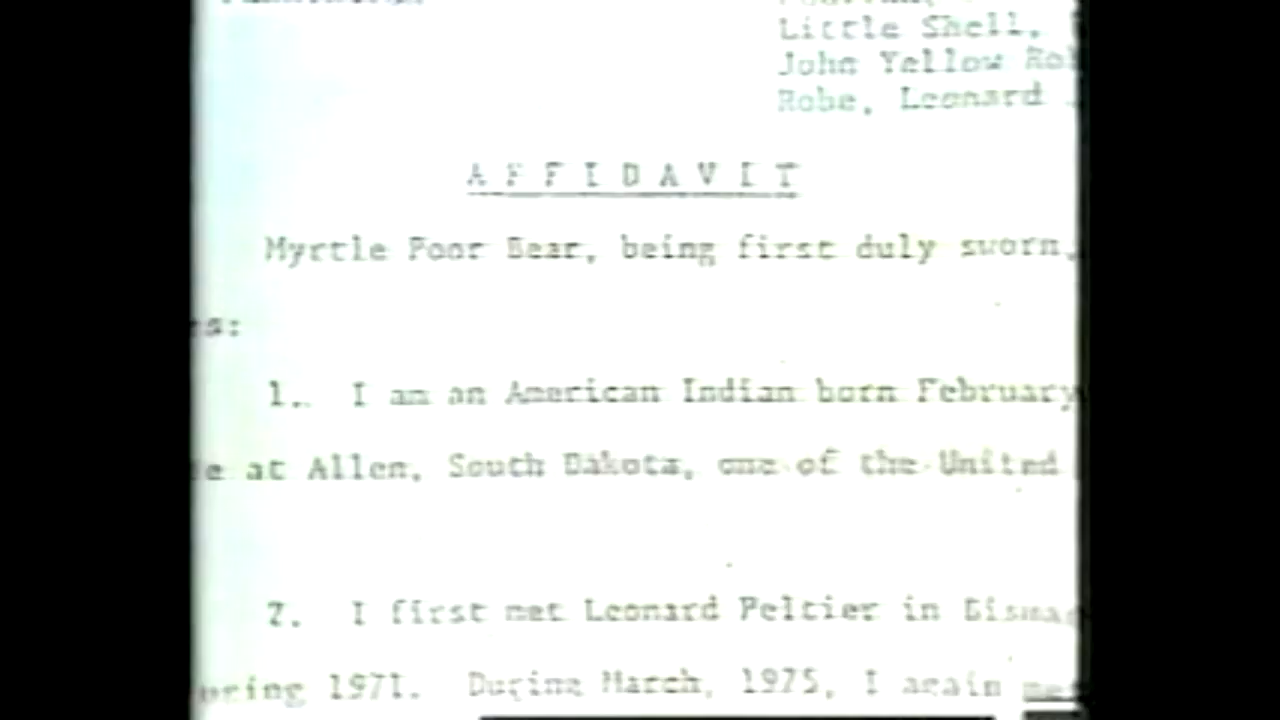 Little Shell,
John Yellow
Robe, Leonard
AFFIDAVIT
Myrtle Poor Bear, being first duly sworn,
1. I am an American Indian born February
at Allen, South Dakota, one of the United
2. I first met Leonard Peltier in
1971. During March, 1975, I again